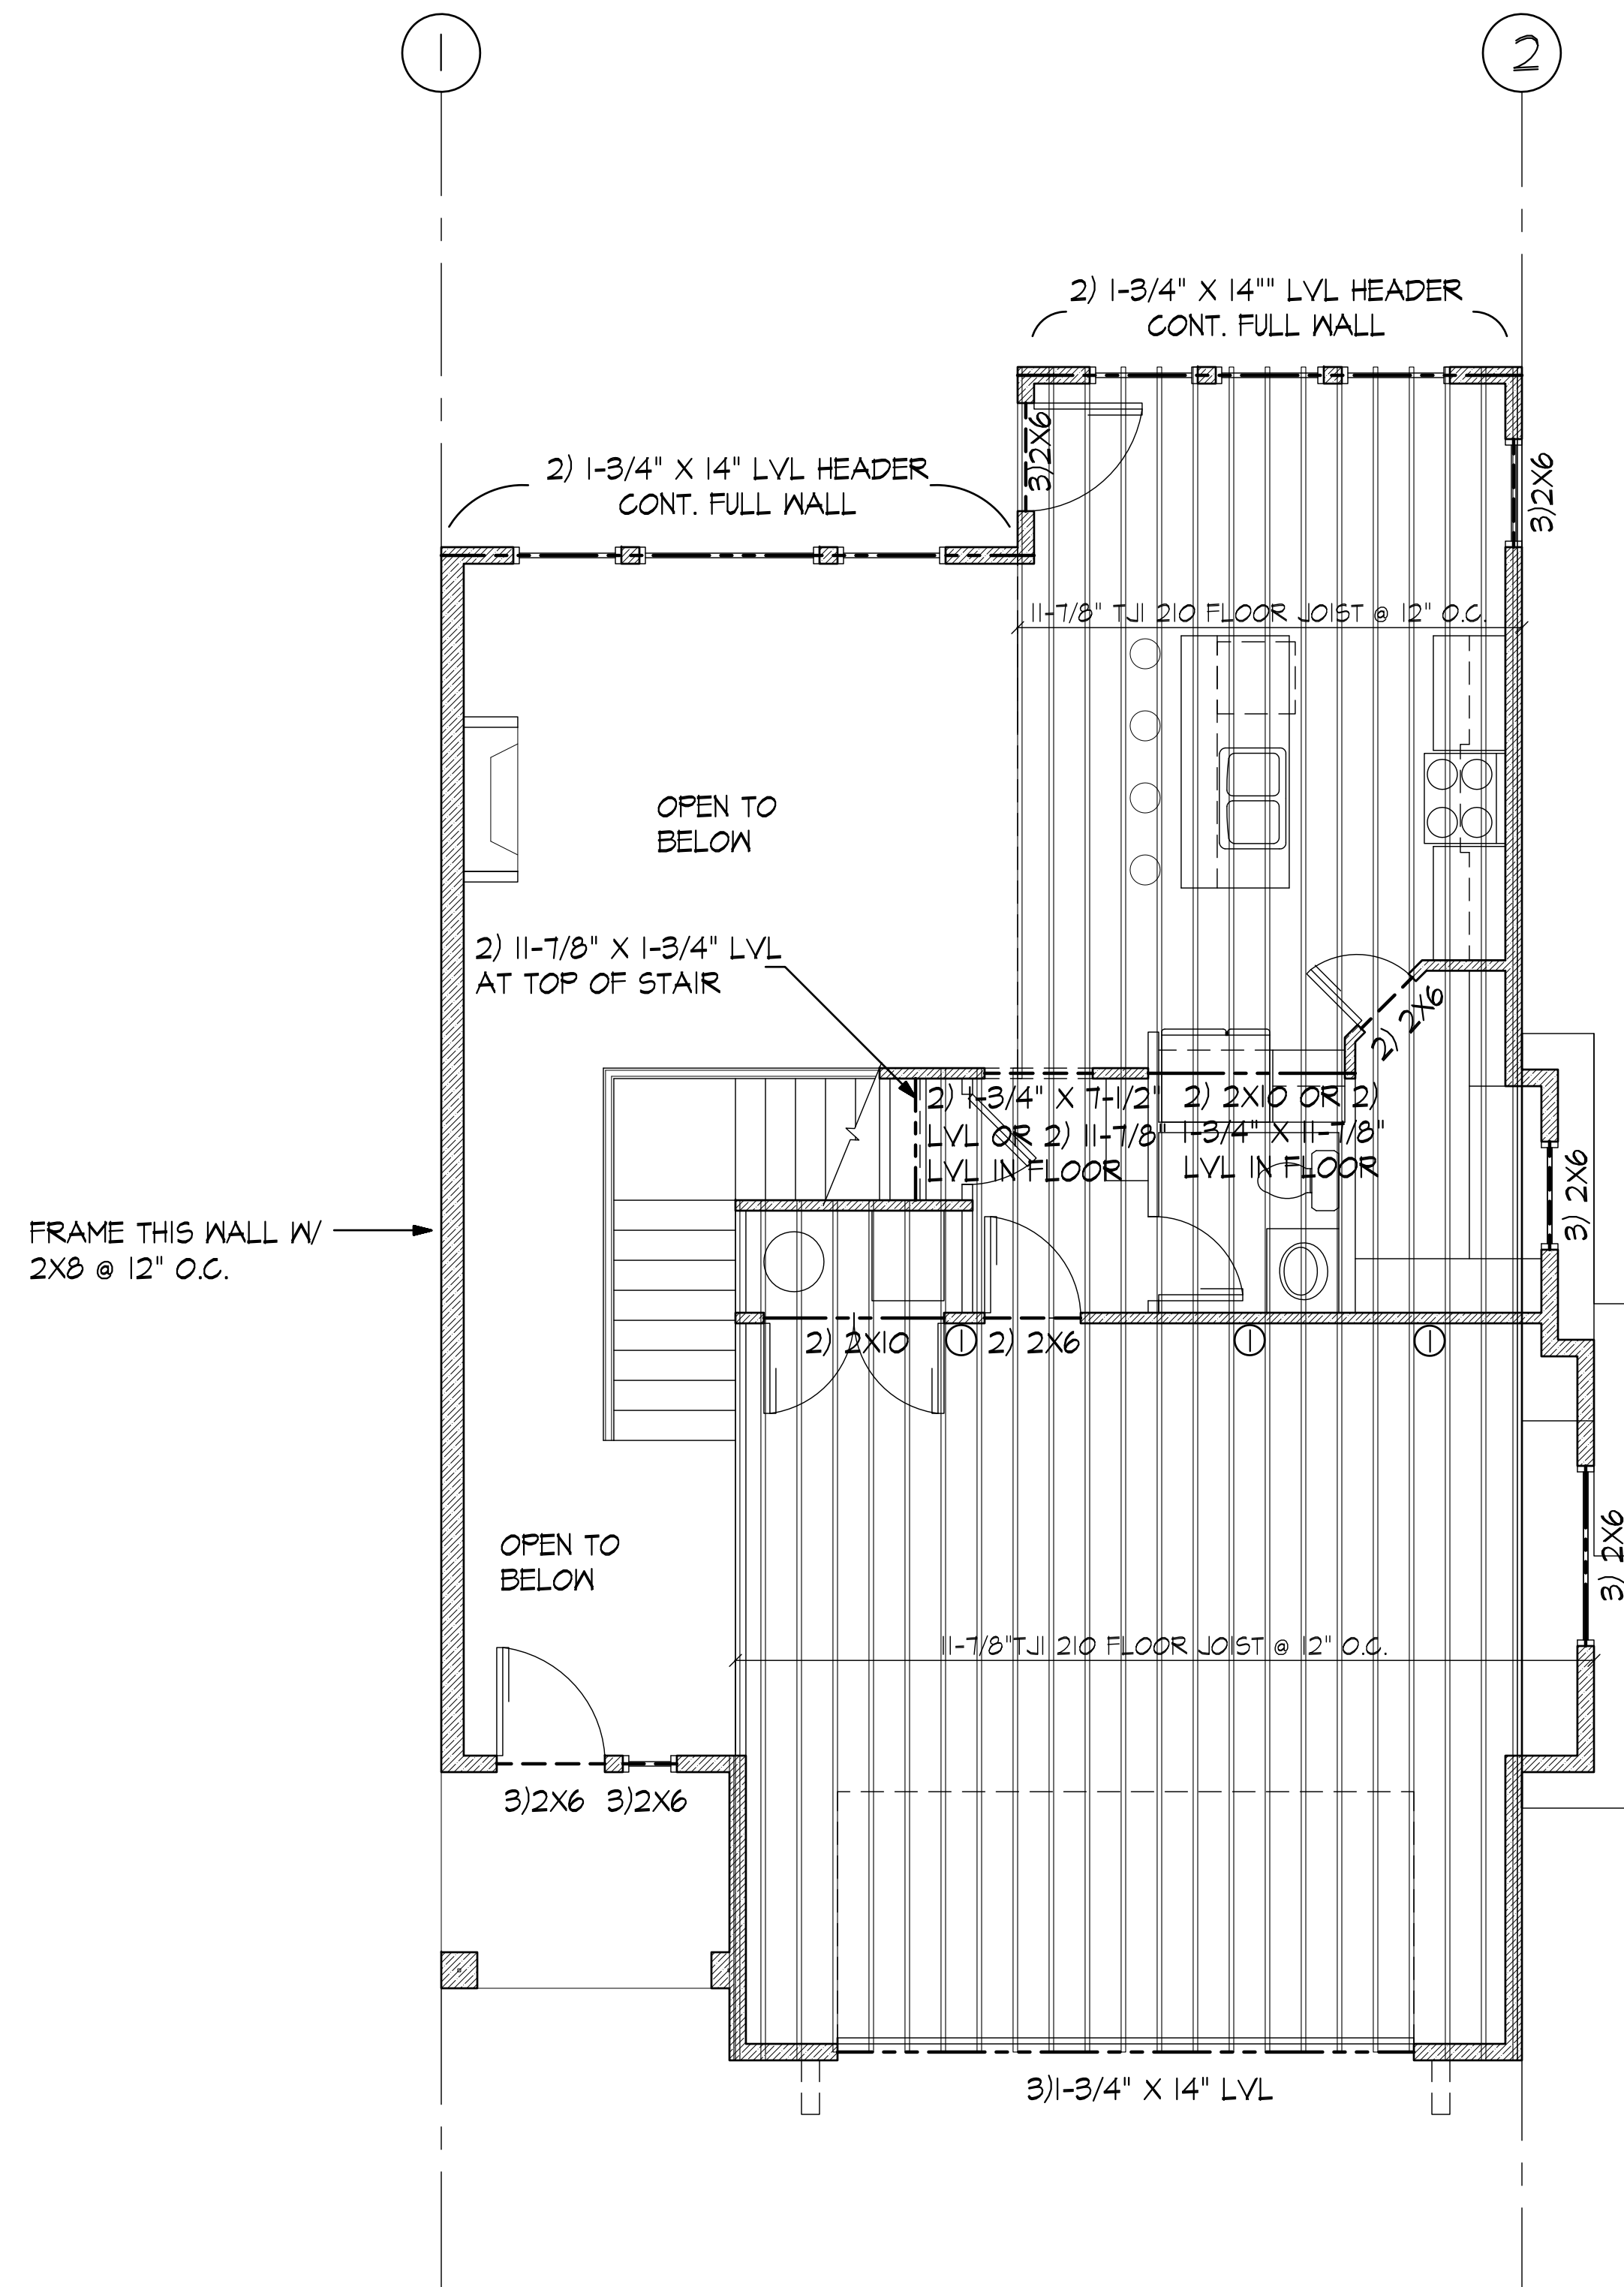 1
2
2) 1-3/4" X 14"" LVL HEADER
CONT. FULL WALL
2) 1-3/4" X 14" LVL HEADER
CONT. FULL WALL
3)2X6
3)2X6
11-7/8" TJI 210 FLOOR JOIST @ 12" O.C.
OPEN TO
BELOW
2) 11-7/8" X 1-3/4" LVL
AT TOP OF STAIR
2) 2X6
2) 1-3/4" X 7-1/2"
LVL OR 2) 11-7/8"
LVL IN FLOOR
2) 2X10 OR 2)
1-3/4" X 11-7/8"
LVL IN FLOOR
3) 2X6
FRAME THIS WALL W/
2X8 @ 12" O.C.
2) 2X10
1
2) 2X6
1
1
OPEN TO
BELOW
3) 2X6
11-7/8"TJI 210 FLOOR JOIST @ 12" O.C.
3)2X6
3)2X6
3)1-3/4" X 14" LVL